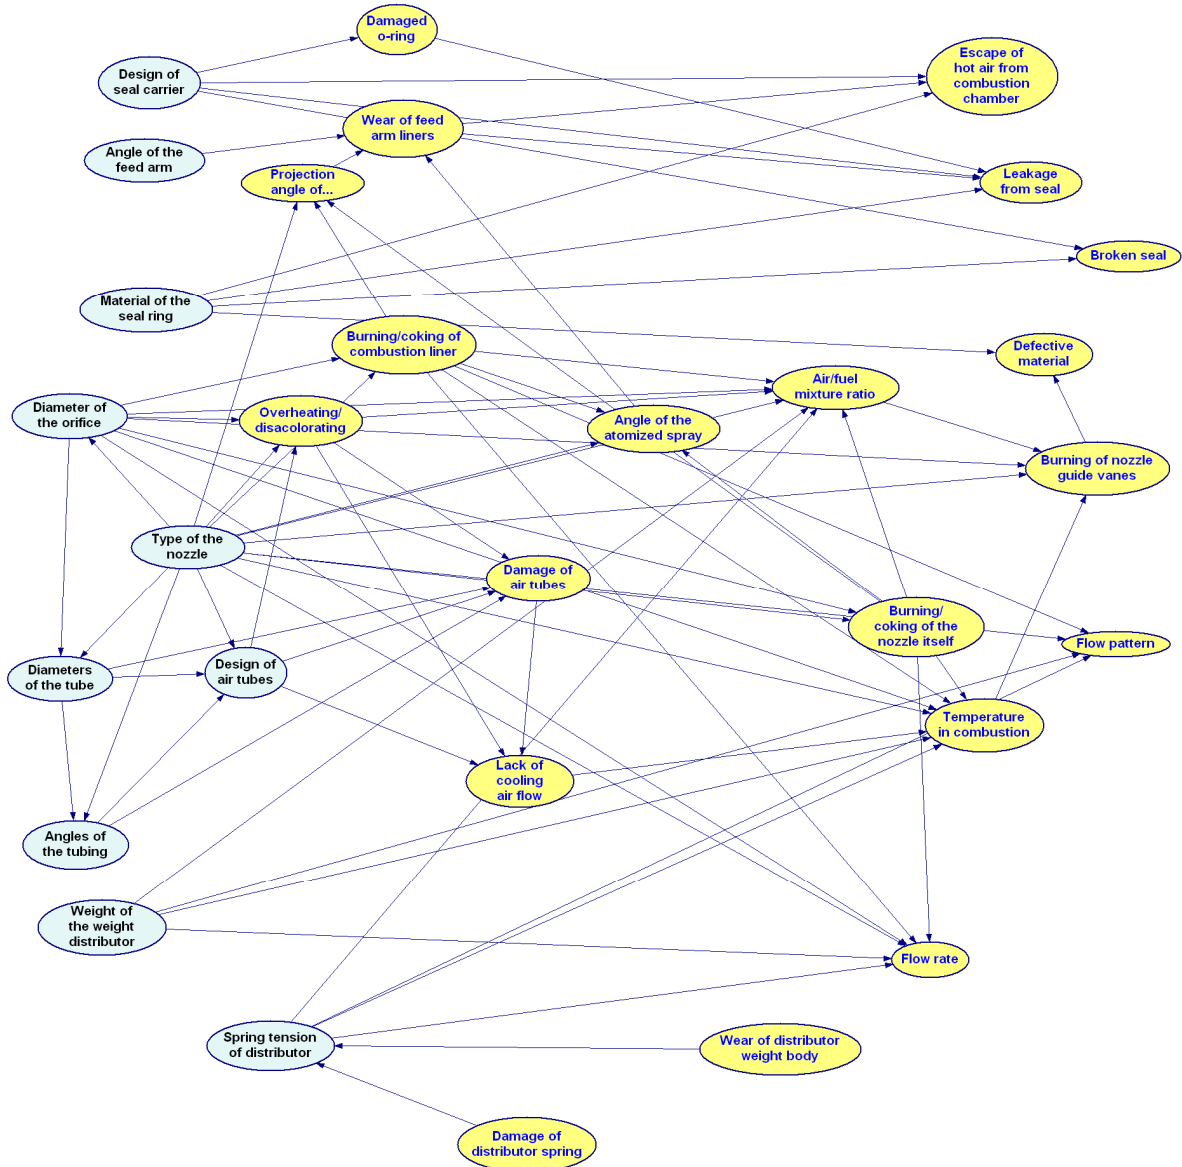 Damaged
o-ring
Design of
seal carrier
Escape of
hot air from
combustion
chamber
Wear of feed
arm liners
Angle of the
feed arm
Projection
angle of...
Leakage
from seal
Broken seal
Material of the
seal ring
Burning/coking of
combustion liner
Defective
material
Air/fuel
mixture ratio
Diameter of
the orifice
Overheating/
disacolorating
Angle of the
atomized spray
Burning of nozzle
guide vanes
Type of the
nozzle
Damage of
air tubes
Burning/
coking of the
nozzle itself
Flow pattern
Diameters
of the tube
Design of
air tubes
Temperature
in combustion
Lack of
cooling
air flow
Angles of
the tubing
Weight of
the weight
distributor
Flow rate
Spring tension
of distributor
Wear of distributor
weight body
Damage of
distributor spring